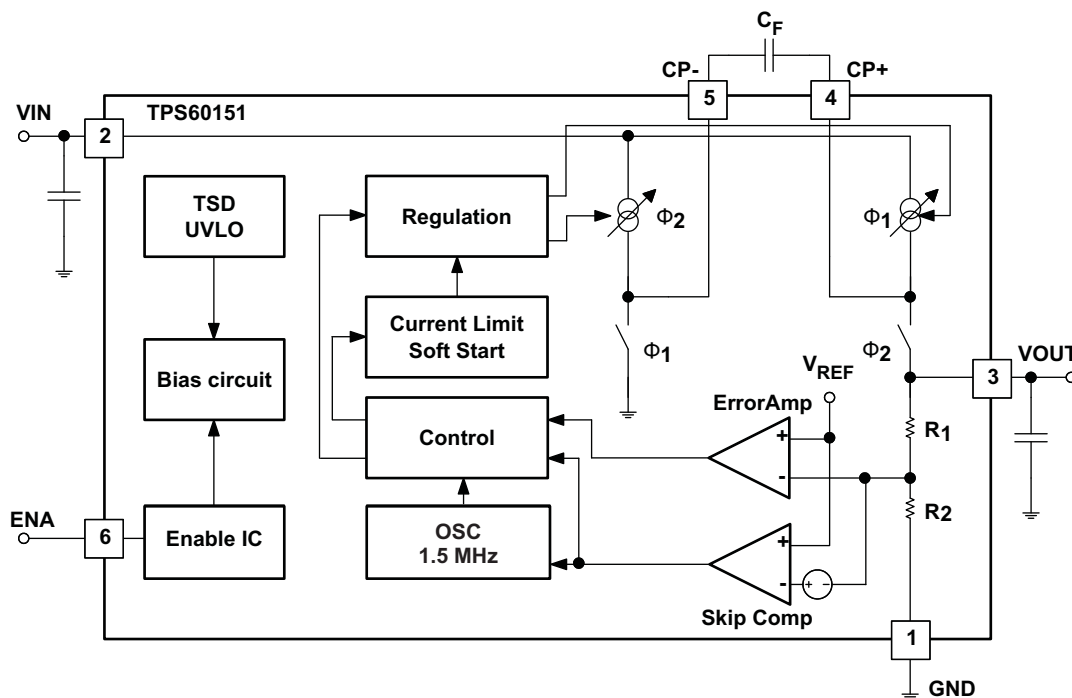 C_F
CP-
CP+
5
4
VIN
TPS60151
2
TSD
UVLO
Regulation
Φ2
Φ1
Current Limit
Soft Start
Φ1
Φ2
VOUT
3
Bias circuit
V_REF
ErrorAmp
+
-
R1
Control
ENA
6
Enable IC
OSC
1.5 MHz
R2
+
-
+ -
Skip Comp
1
GND